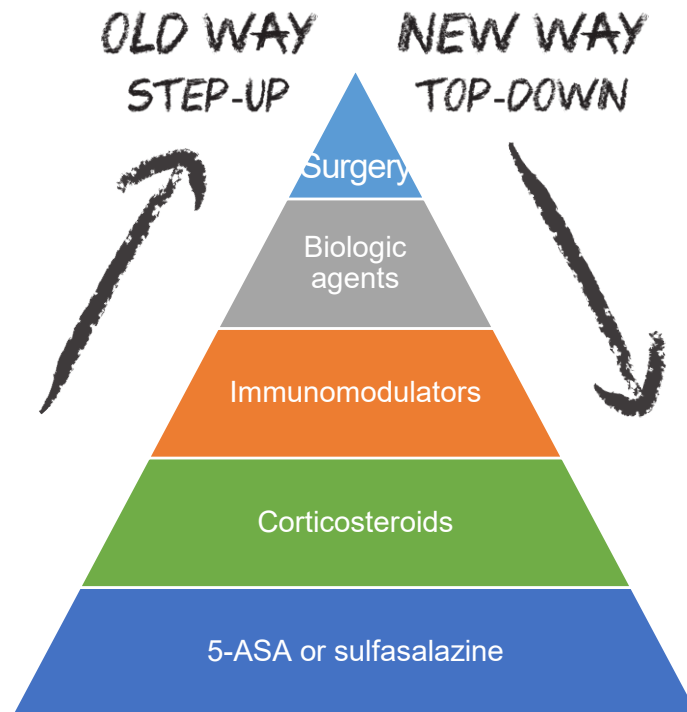 OLD WAY
STEP-UP
NEW WAY
TOP-DOWN
Surgery
Biologic
agents
Immunomodulators
Corticosteroids
5-ASA or sulfasalazine